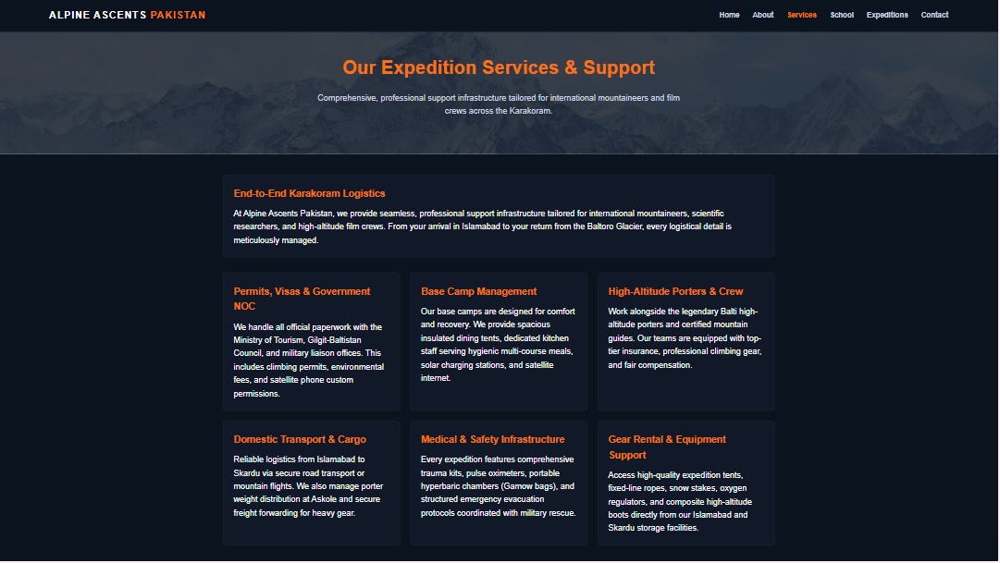 ALPINE ASCENTS PAKISTAN
Home About Services School Expeditions Contact
Our Expedition Services & Support
Comprehensive, professional support infrastructure tailored for international mountaineers and film
crews across the Karakoram.
End-to-End Karakoram Logistics
At Alpine Ascents Pakistan, we provide seamless, professional support infrastructure tailored for international mountaineers, scientific
researchers, and high-altitude film crews. From your arrival in Islamabad to your return from the Baltoro Glacier, every logistical detail is
meticulously managed.
Permits, Visas & Government
NOC
We handle all official paperwork with the
Ministry of Tourism, Gilgit-Baltistan
Council, and military liaison offices. This
includes climbing permits, environmental
fees, and satellite phone custom
permissions.
Base Camp Management
Our base camps are designed for comfort
and recovery. We provide spacious
insulated dining tents, dedicated kitchen
staff serving hygienic multi-course meals,
solar charging stations, and satellite
internet.
High-Altitude Porters & Crew
Work alongside the legendary Balti high-
altitude porters and certified mountain
guides. Our teams are equipped with top-
tier insurance, professional climbing gear,
and fair compensation.
Domestic Transport & Cargo
Reliable logistics from Islamabad to
Skardu via secure road transport or
mountain flights. We also manage porter
weight distribution at Askole and secure
freight forwarding for heavy gear.
Medical & Safety Infrastructure
Every expedition features comprehensive
trauma kits, pulse oximeters, portable
hyperbaric chambers (Gamow bags), and
structured emergency evacuation
protocols coordinated with military rescue.
Gear Rental & Equipment
Support
Access high-quality expedition tents,
fixed-line ropes, snow stakes, oxygen
regulators, and composite high-altitude
boots directly from our Islamabad and
Skardu storage facilities.